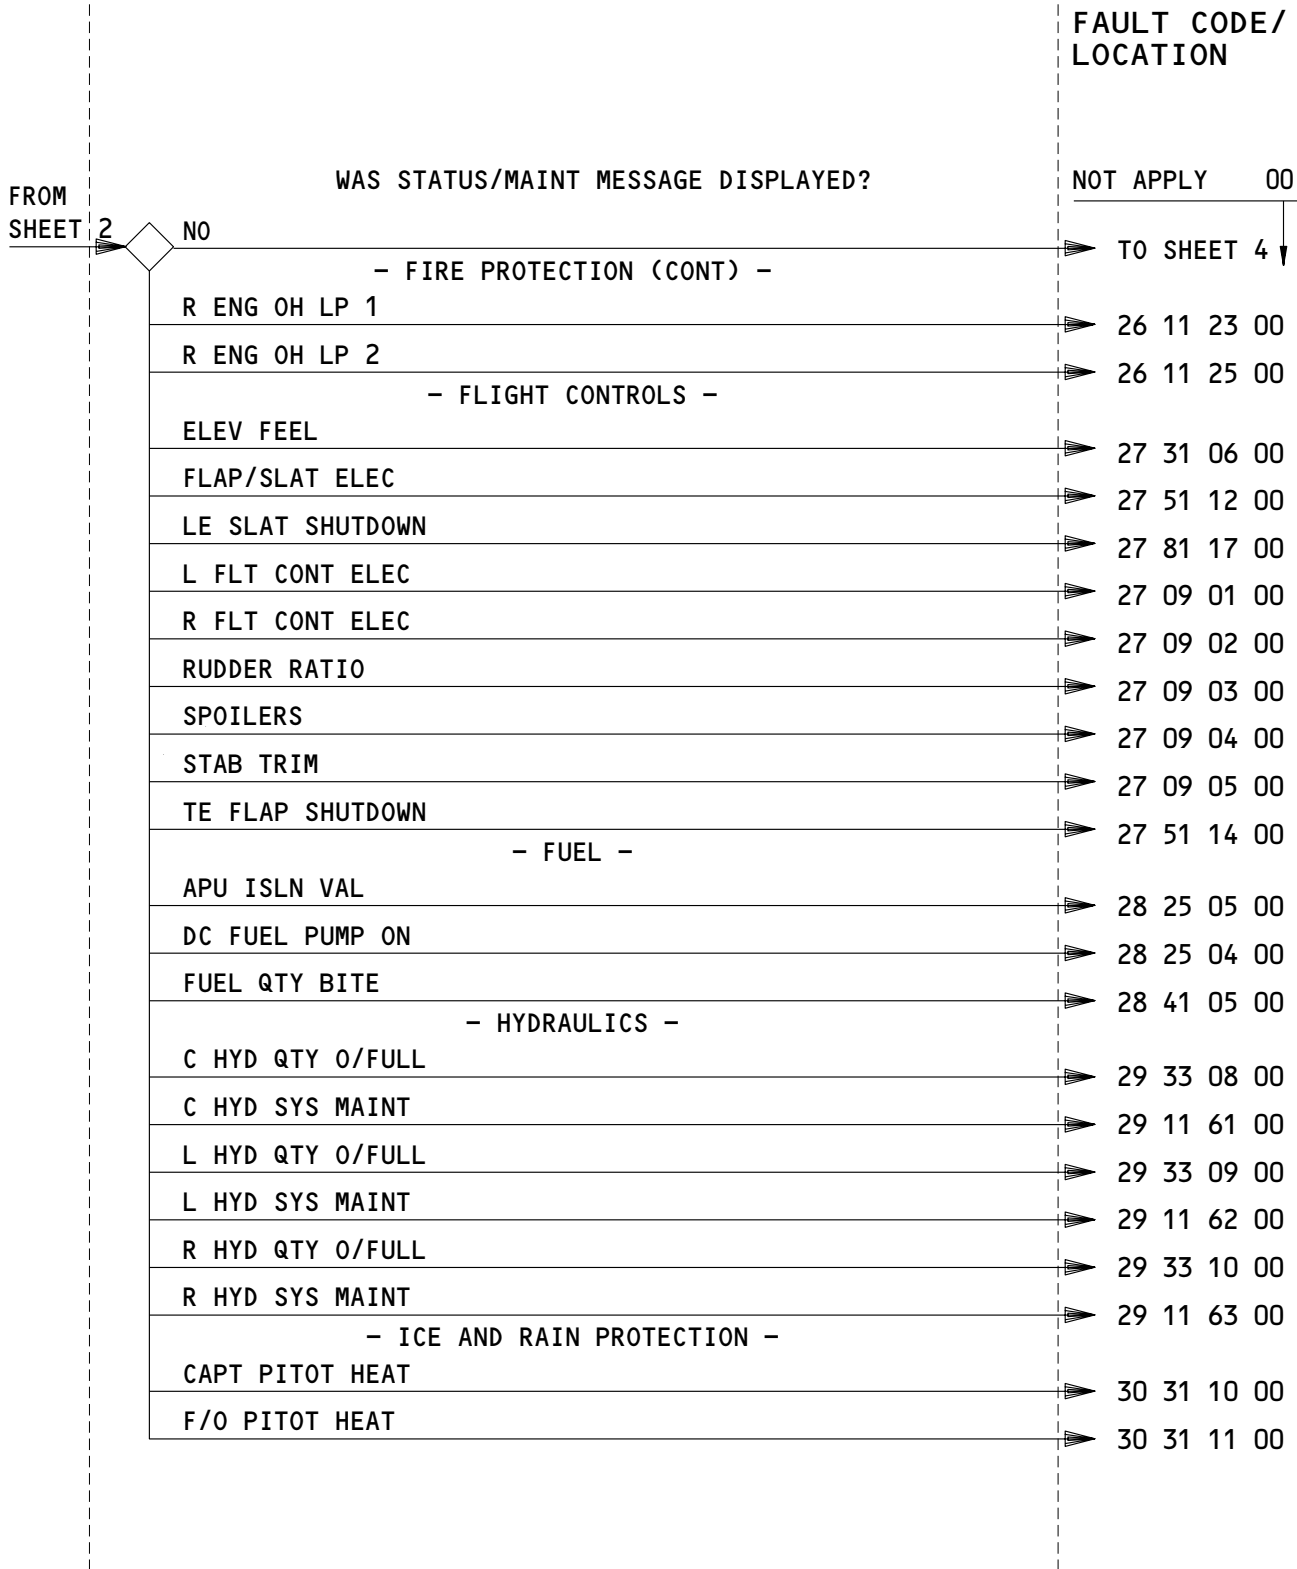 FAULT CODE/
LOCATION
WAS STATUS/MAINT MESSAGE DISPLAYED?
NOT APPLY 00
FROM
SHEET 2
NO
TO SHEET 4
- FIRE PROTECTION (CONT) -
R ENG OH LP 1
26 11 23 00
R ENG OH LP 2
26 11 25 00
- FLIGHT CONTROLS -
ELEV FEEL
27 31 06 00
FLAP/SLAT ELEC
27 51 12 00
LE SLAT SHUTDOWN
27 81 17 00
L FLT CONT ELEC
27 09 01 00
R FLT CONT ELEC
27 09 02 00
RUDDER RATIO
27 09 03 00
SPOILERS
27 09 04 00
STAB TRIM
27 09 05 00
TE FLAP SHUTDOWN
27 51 14 00
- FUEL -
APU ISLN VAL
28 25 05 00
DC FUEL PUMP ON
28 25 04 00
FUEL QTY BITE
28 41 05 00
- HYDRAULICS -
C HYD QTY O/FULL
29 33 08 00
C HYD SYS MAINT
29 11 61 00
L HYD QTY O/FULL
29 33 09 00
L HYD SYS MAINT
29 11 62 00
R HYD QTY O/FULL
29 33 10 00
R HYD SYS MAINT
29 11 63 00
- ICE AND RAIN PROTECTION -
CAPT PITOT HEAT
30 31 10 00
F/O PITOT HEAT
30 31 11 00